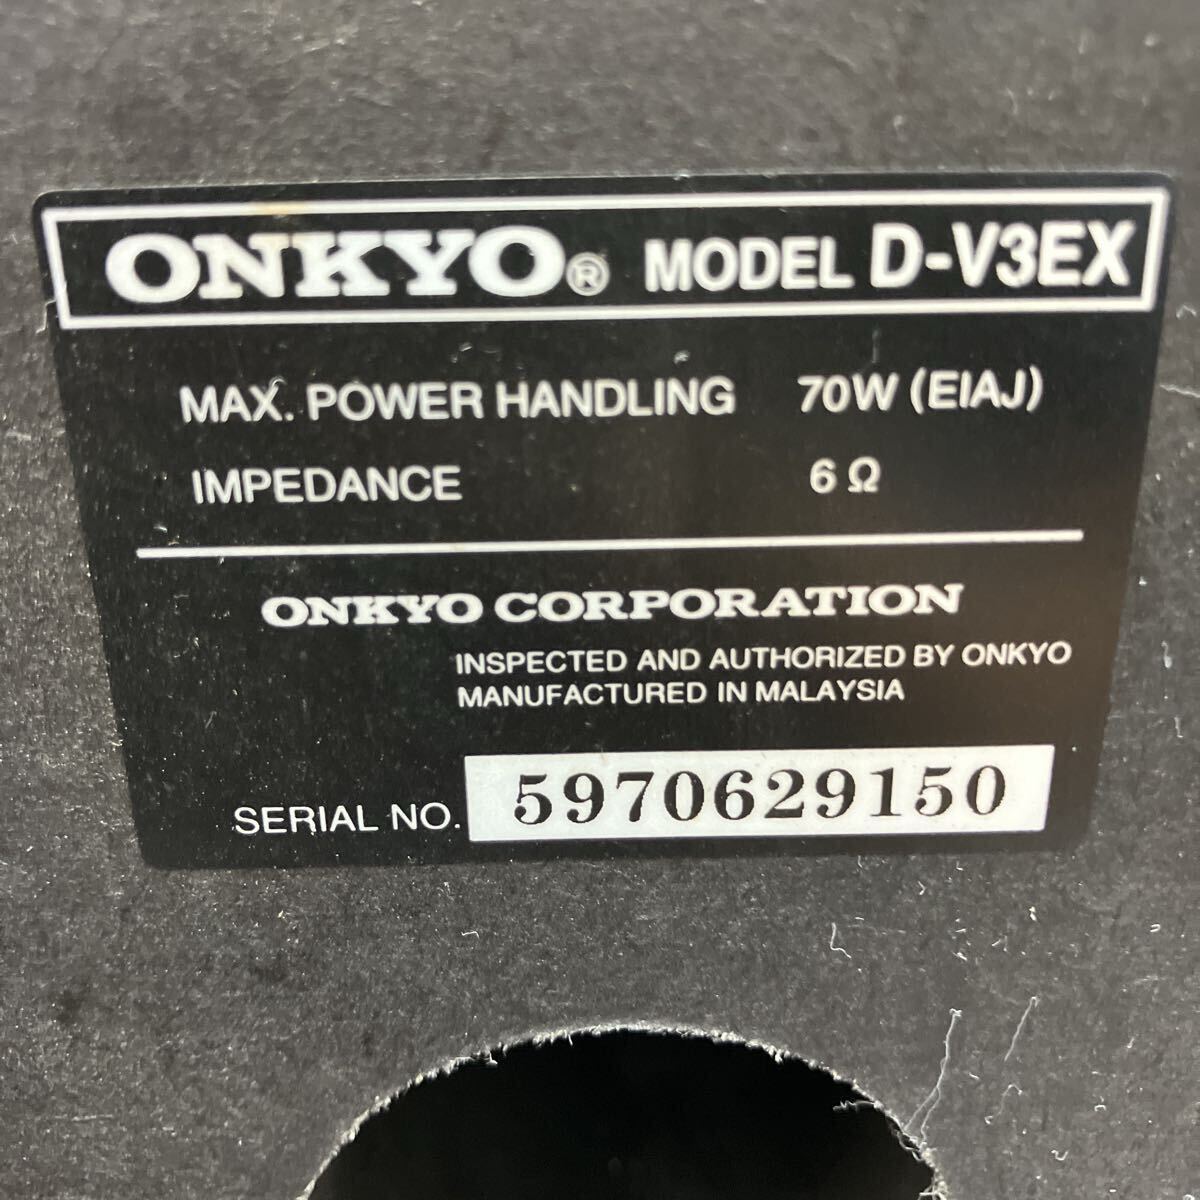 ONKYO® MODEL D-V3EX
MAX. POWER HANDLING 70W (EIAJ)
IMPEDANCE 6 Ω
ONKYO CORPORATION
INSPECTED AND AUTHORIZED BY ONKYO
MANUFACTURED IN MALAYSIA
SERIAL NO. 5970629150